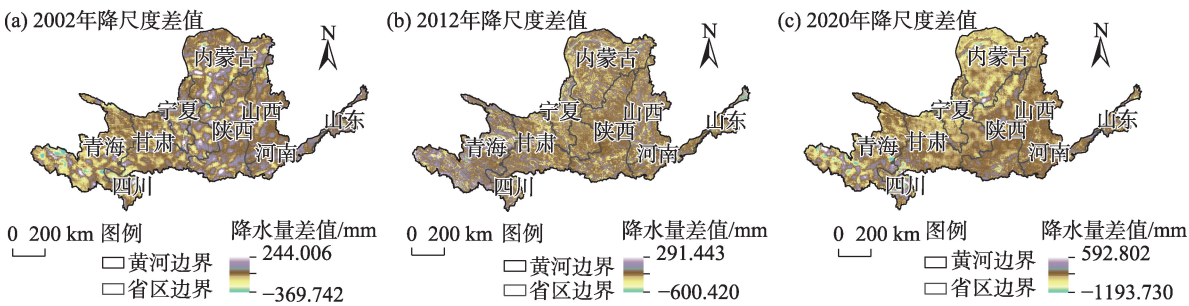 (a) 2002年降尺度差值
N
内蒙古
宁夏
山西
山东
青海
甘肃
陕西
河南
四川
0 200 km
图例
降水量差值/mm
黄河边界
244.006
省区边界
−369.742
(b) 2012年降尺度差值
N
内蒙古
宁夏
山西
山东
青海
甘肃
陕西
河南
四川
0 200 km
图例
降水量差值/mm
黄河边界
291.443
省区边界
−600.420
(c) 2020年降尺度差值
N
内蒙古
宁夏
山西
山东
青海
甘肃
陕西
河南
四川
0 200 km
图例
降水量差值/mm
黄河边界
592.802
省区边界
−1193.730